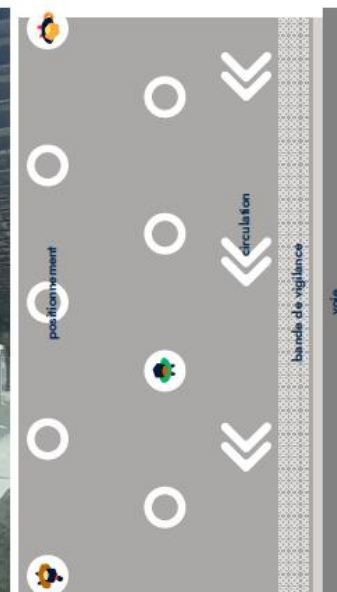 positionnement
circulation
bande de vigilance
voie